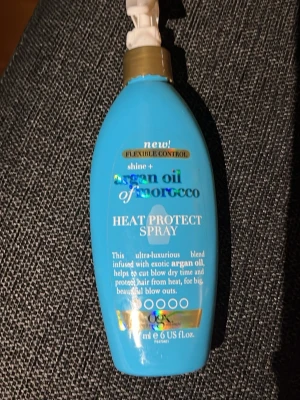 new!
FLEXIBLE CONTROL
shine +
argan oil
of morocco
HEAT PROTECT
SPRAY
This ultra-luxurious blend
infused with exotic argan oil,
helps to cut blow dry time and
protect hair from heat, for big,
beautiful blow outs.
OGX
ml e 6 US fl.oz.